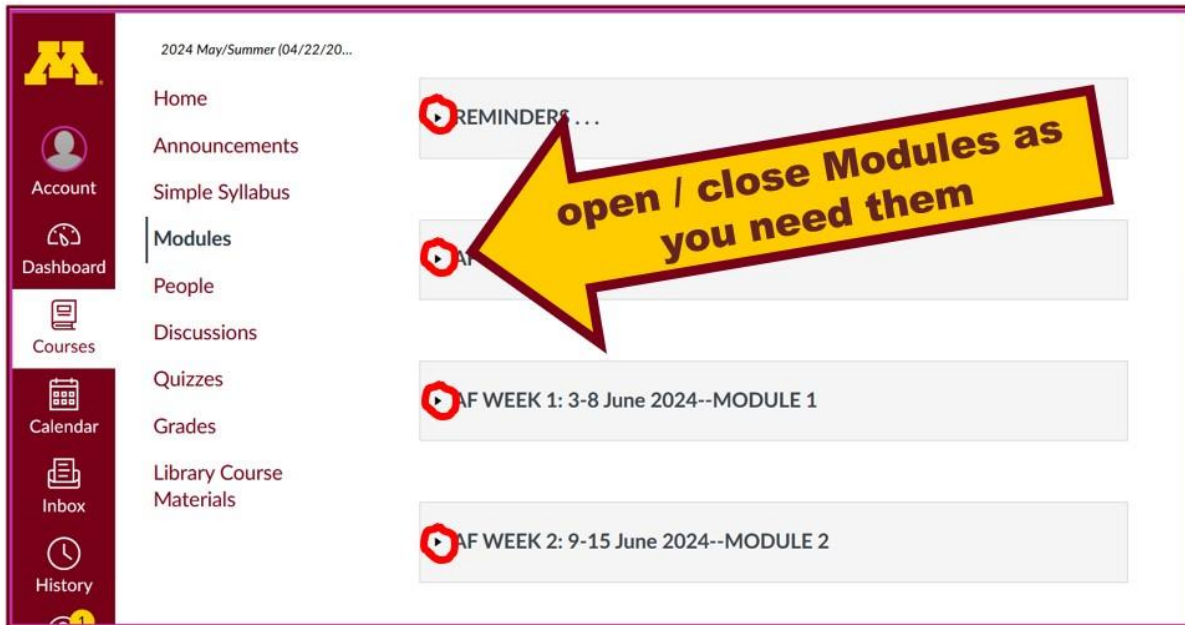 M
2024 May/Summer (04/22/20...
Account
Dashboard
Courses
Calendar
Inbox
History
1
Home
Announcements
Simple Syllabus
Modules
People
Discussions
Quizzes
Grades
Library Course
Materials
REMINDERS . . .
open / close Modules as
you need them
AF WEEK 1: 3-8 June 2024--MODULE 1
AF WEEK 2: 9-15 June 2024--MODULE 2